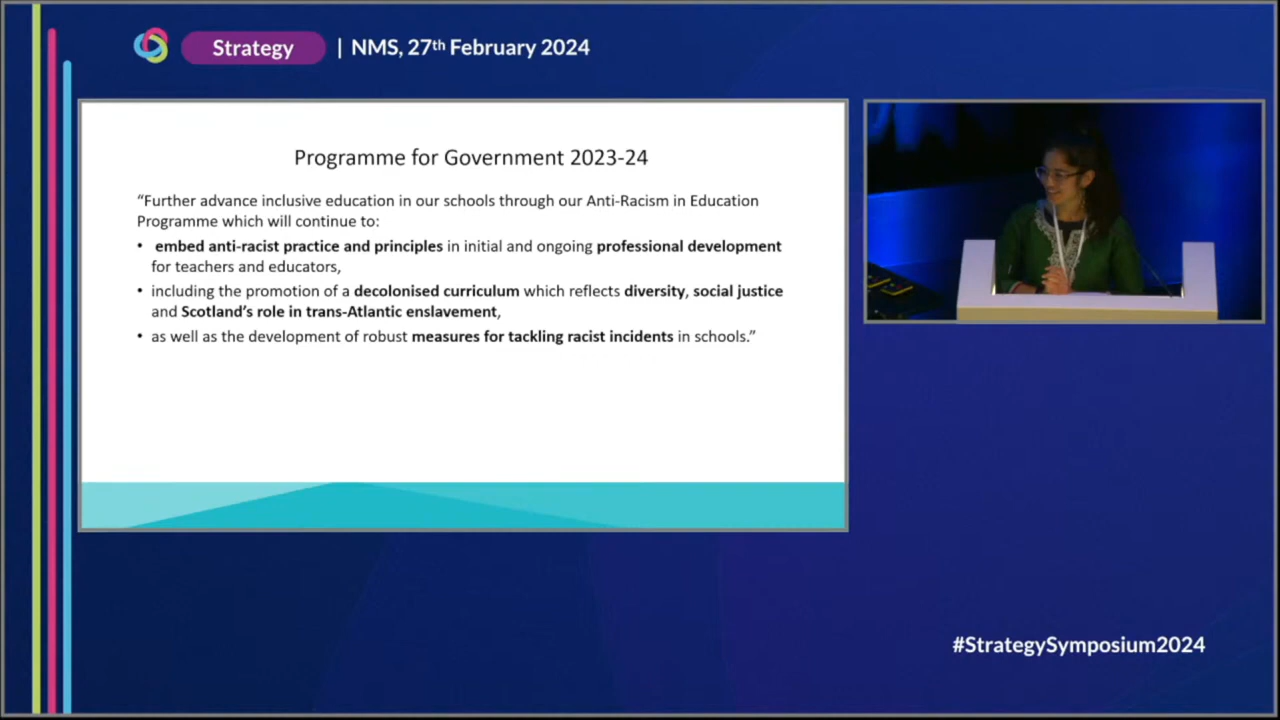 Strategy | NMS, 27th February 2024
Programme for Government 2023-24
“Further advance inclusive education in our schools through our Anti-Racism in Education
Programme which will continue to:
• embed anti-racist practice and principles in initial and ongoing professional development
for teachers and educators,
• including the promotion of a decolonised curriculum which reflects diversity, social justice
and Scotland’s role in trans-Atlantic enslavement,
• as well as the development of robust measures for tackling racist incidents in schools.”
#StrategySymposium2024